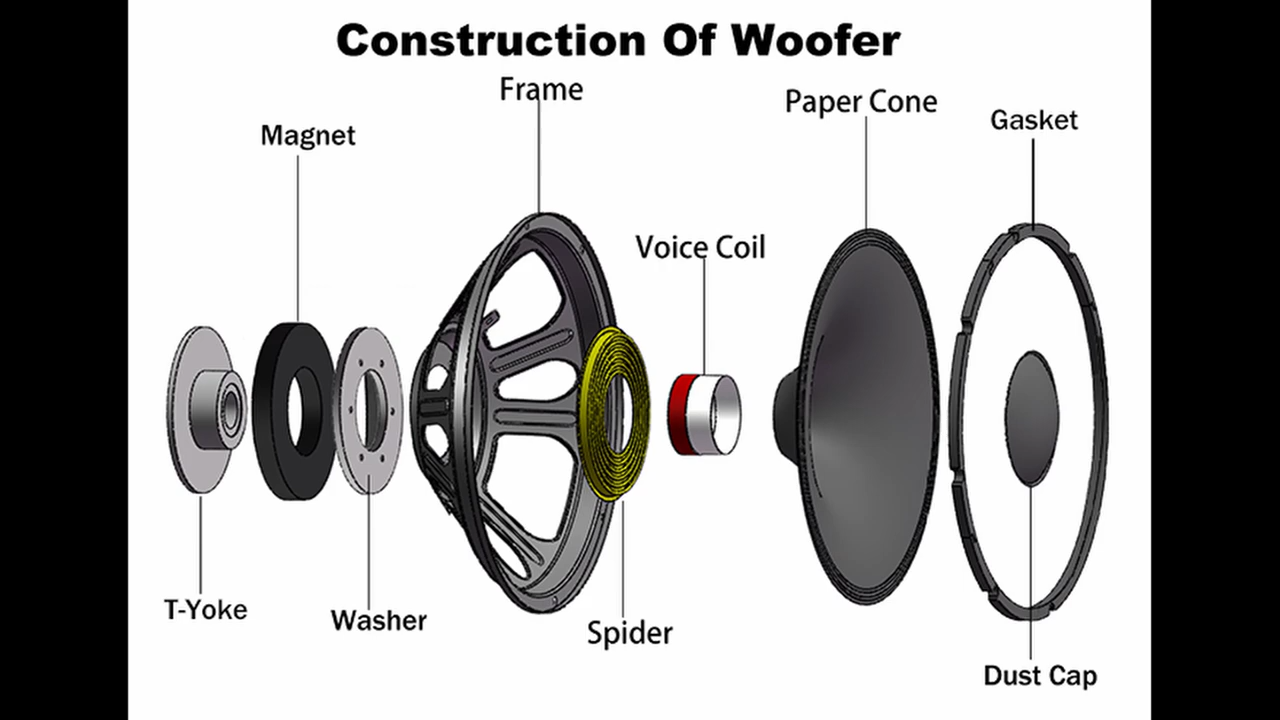 Construction Of Woofer
Frame
Paper Cone
Gasket
Magnet
Voice Coil
T-Yoke
Washer
Spider
Dust Cap